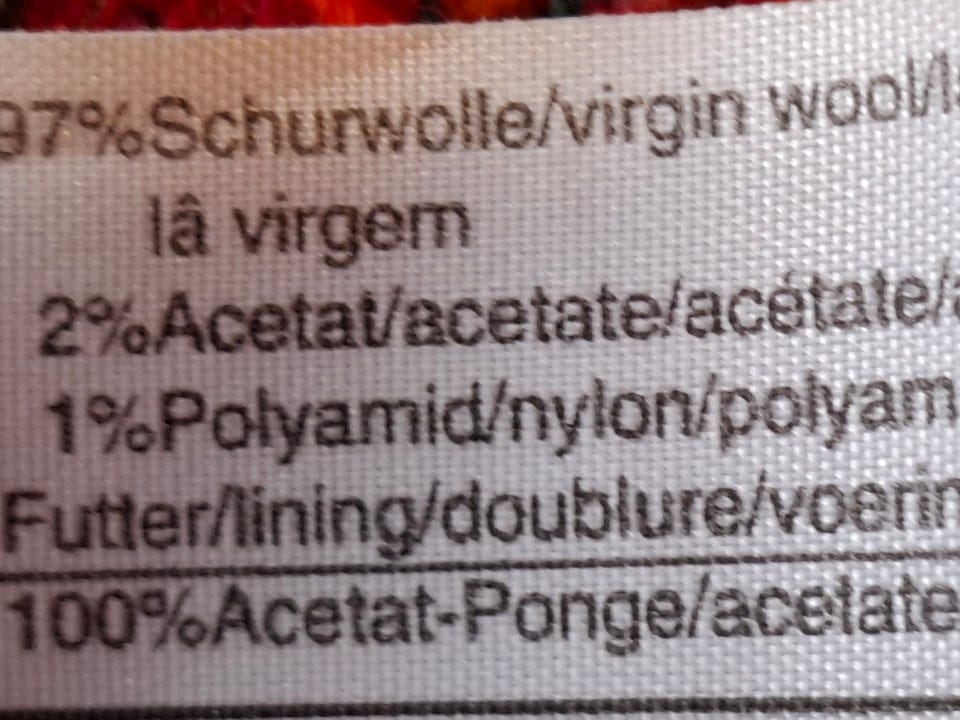 97%Schurwolle/virgin wool/
lâ virgem
2%Acetat/acetate/acétate/
1%Polyamid/nylon/polyam
Futter/lining/doublure/voerin
100%Acetat-Ponge/acetate